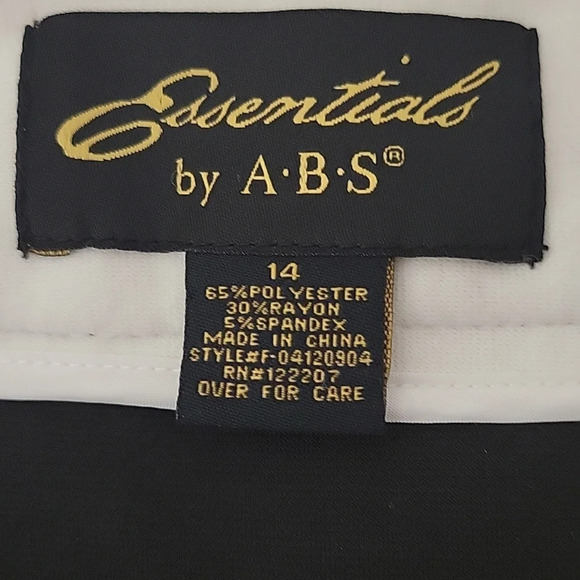 Essentials
by A·B·S®
14
65%POLYESTER
30%RAYON
5%SPANDEX
MADE IN CHINA
STYLE#F-04120904
RN#122207
OVER FOR CARE